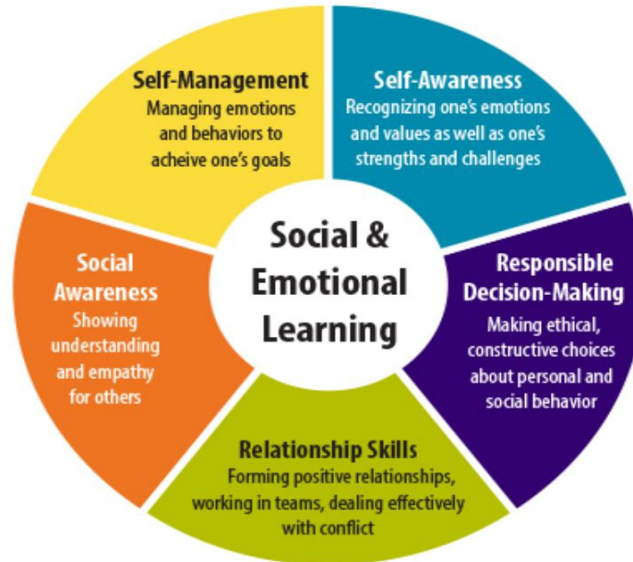 Self-Management
Managing emotions
and behaviors to
acheive one's goals
Self-Awareness
Recognizing one's emotions
and values as well as one's
strengths and challenges
Social &
Emotional
Learning
Social
Awareness
Showing
understanding
and empathy
for others
Responsible
Decision-Making
Making ethical,
constructive choices
about personal and
social behavior
Relationship Skills
Forming positive relationships,
working in teams, dealing effectively
with conflict